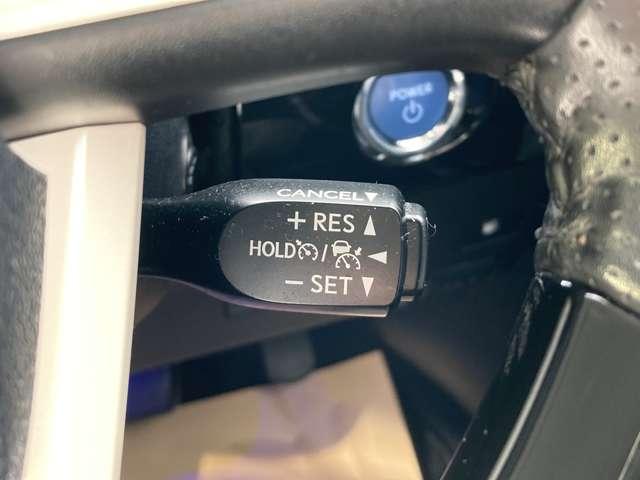 POWER
CANCEL▼
+ RES ▲
HOLD / ◀
− SET ▼